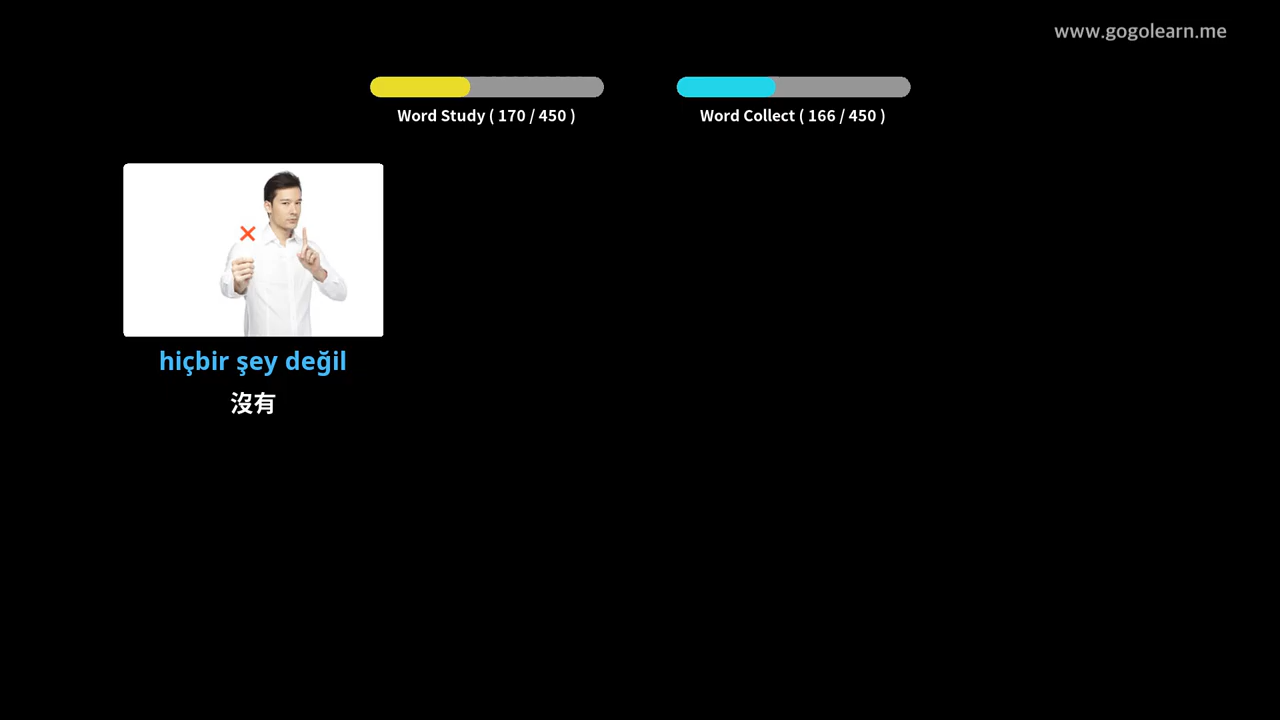 www.gogolearn.me
Word Study ( 170 / 450 )
Word Collect ( 166 / 450 )
hiçbir şey değil
沒有